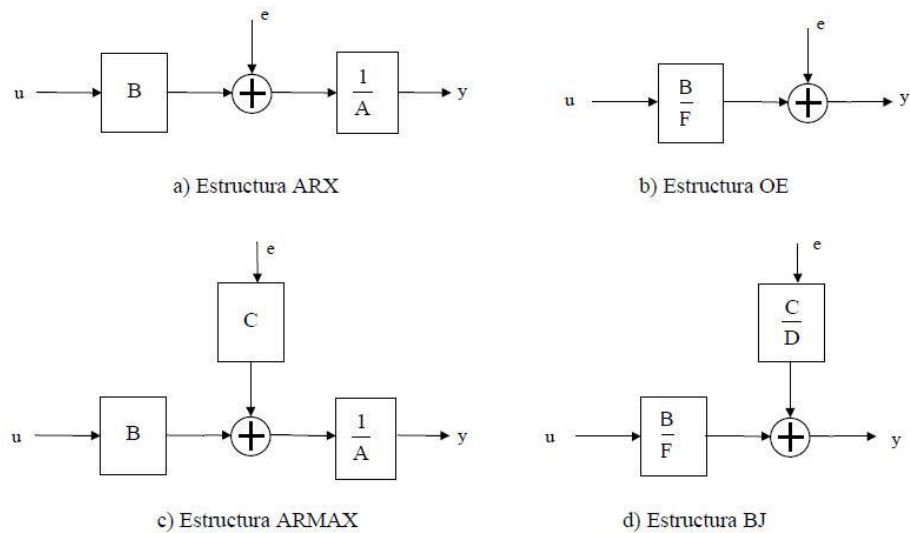 e
u
B
1
A
y
a) Estructura ARX
e
u
B
F
y
b) Estructura OE
e
C
u
B
1
A
y
c) Estructura ARMAX
e
C
D
u
B
F
y
d) Estructura BJ